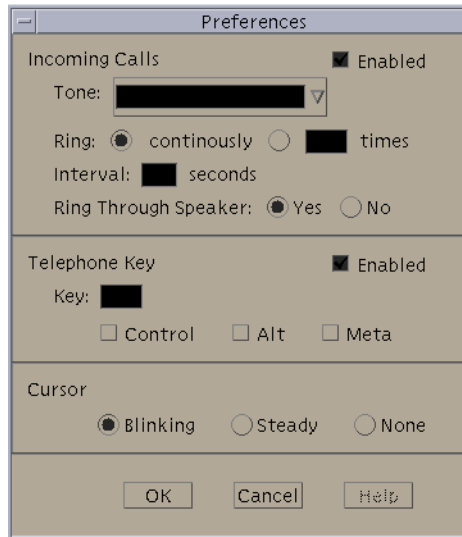 Preferences
Incoming Calls Enabled
Tone:
Ring: continously times
Interval: seconds
Ring Through Speaker: Yes No
Telephone Key Enabled
Key:
Control Alt Meta
Cursor
Blinking Steady None
OK Cancel Help